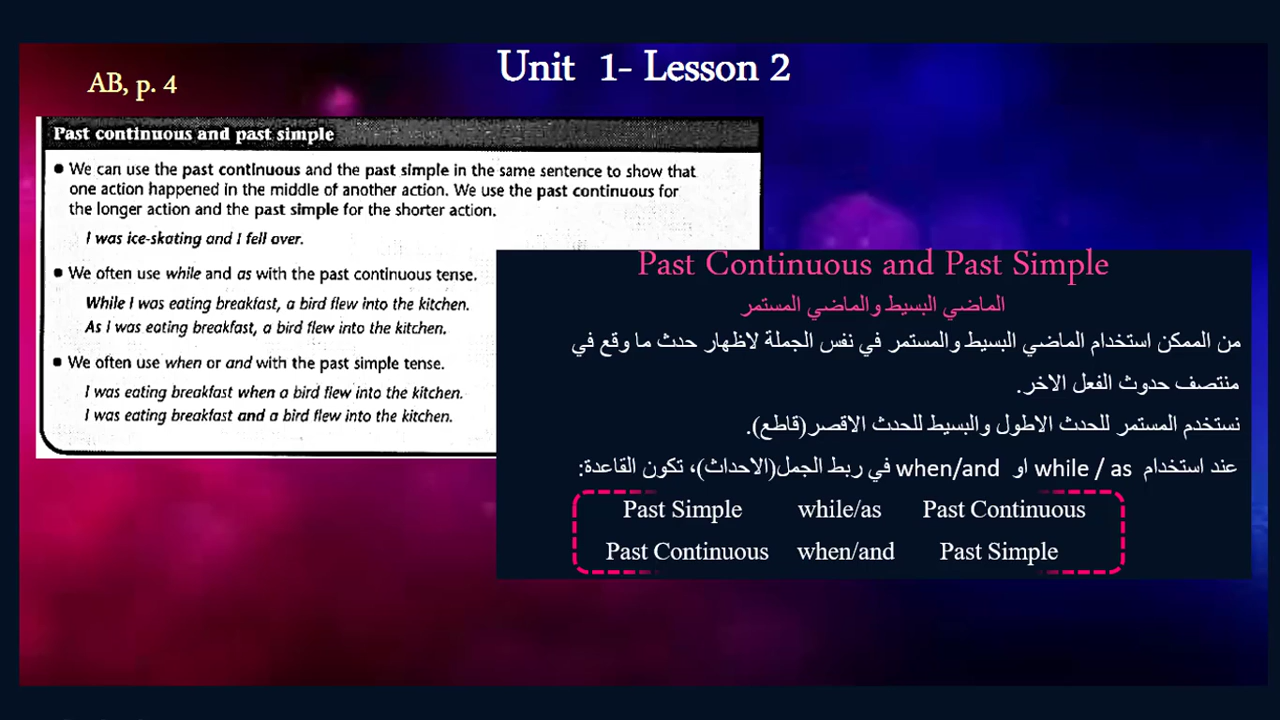 Unit 1- Lesson 2
AB, p. 4
Past continuous and past simple
● We can use the past continuous and the past simple in the same sentence to show that
one action happened in the middle of another action. We use the past continuous for
the longer action and the past simple for the shorter action.
I was ice-skating and I fell over.
● We often use while and as with the past continuous tense.
While I was eating breakfast, a bird flew into the kitchen.
As I was eating breakfast, a bird flew into the kitchen.
● We often use when or and with the past simple tense.
I was eating breakfast when a bird flew into the kitchen.
I was eating breakfast and a bird flew into the kitchen.
Past Continuous and Past Simple
الماضي البسيط والماضي المستمر
من الممكن استخدام الماضي البسيط والمستمر في نفس الجملة لاظهار حدث ما وقع في
منتصف حدوث الفعل الاخر.
نستخدم المستمر للحدث الاطول والبسيط للحدث الاقصر(قاطع).
عند استخدام while / as او when/and في ربط الجمل(الاحداث)، تكون القاعدة:
Past Simple while/as Past Continuous
Past Continuous when/and Past Simple